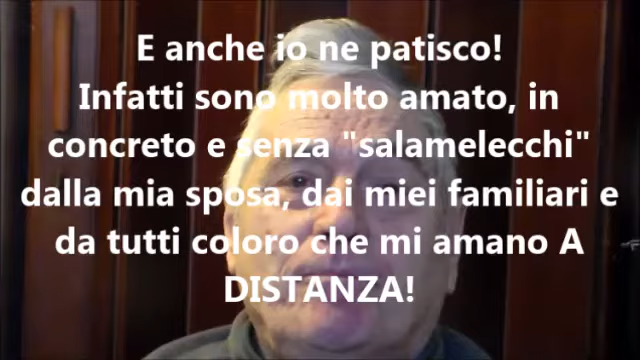 E anche io ne patisco!
Infatti sono molto amato, in
concreto e senza "salamelecchi"
dalla mia sposa, dai miei familiari e
da tutti coloro che mi amano A
DISTANZA!